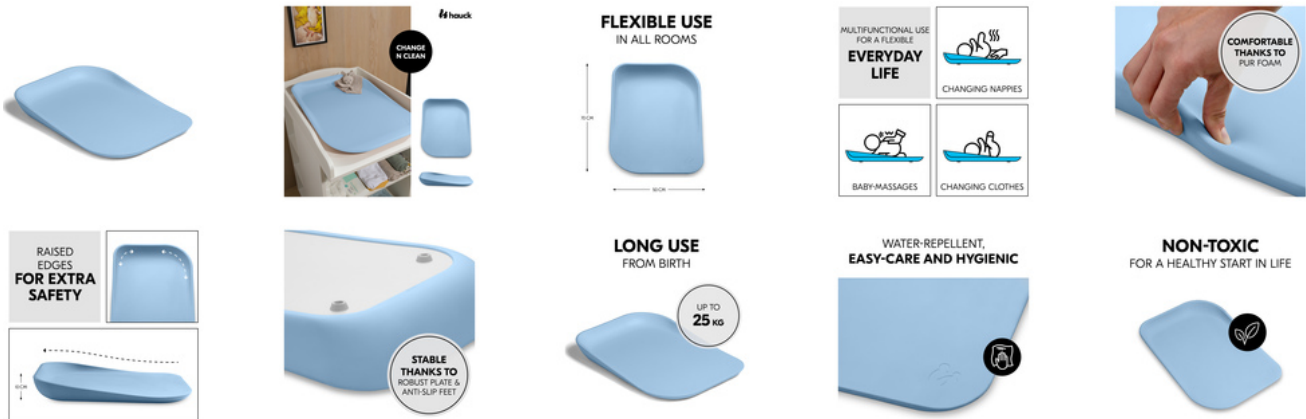 hauck
CHANGE
N CLEAN
FLEXIBLE USE
IN ALL ROOMS
50 CM
MULTIFUNCTIONAL USE
FOR A FLEXIBLE
EVERYDAY
LIFE
CHANGING NAPPIES
BABY-MASSAGES
CHANGING CLOTHES
COMFORTABLE
THANKS TO
PUR FOAM
RAISED
EDGES
FOR EXTRA
SAFETY
STABLE
THANKS TO
ROBUST PLATE &
ANTI-SLIP FEET
LONG USE
FROM BIRTH
UP TO
25 KG
WATER-REPELLENT,
EASY-CARE AND HYGIENIC
NON-TOXIC
FOR A HEALTHY START IN LIFE